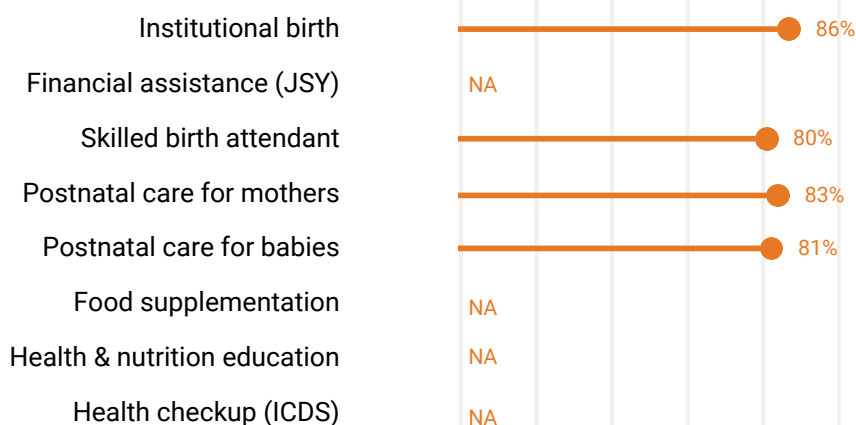 Institutional birth 86%
Financial assistance (JSY) NA
Skilled birth attendant 80%
Postnatal care for mothers 83%
Postnatal care for babies 81%
Food supplementation NA
Health & nutrition education NA
Health checkup (ICDS) NA